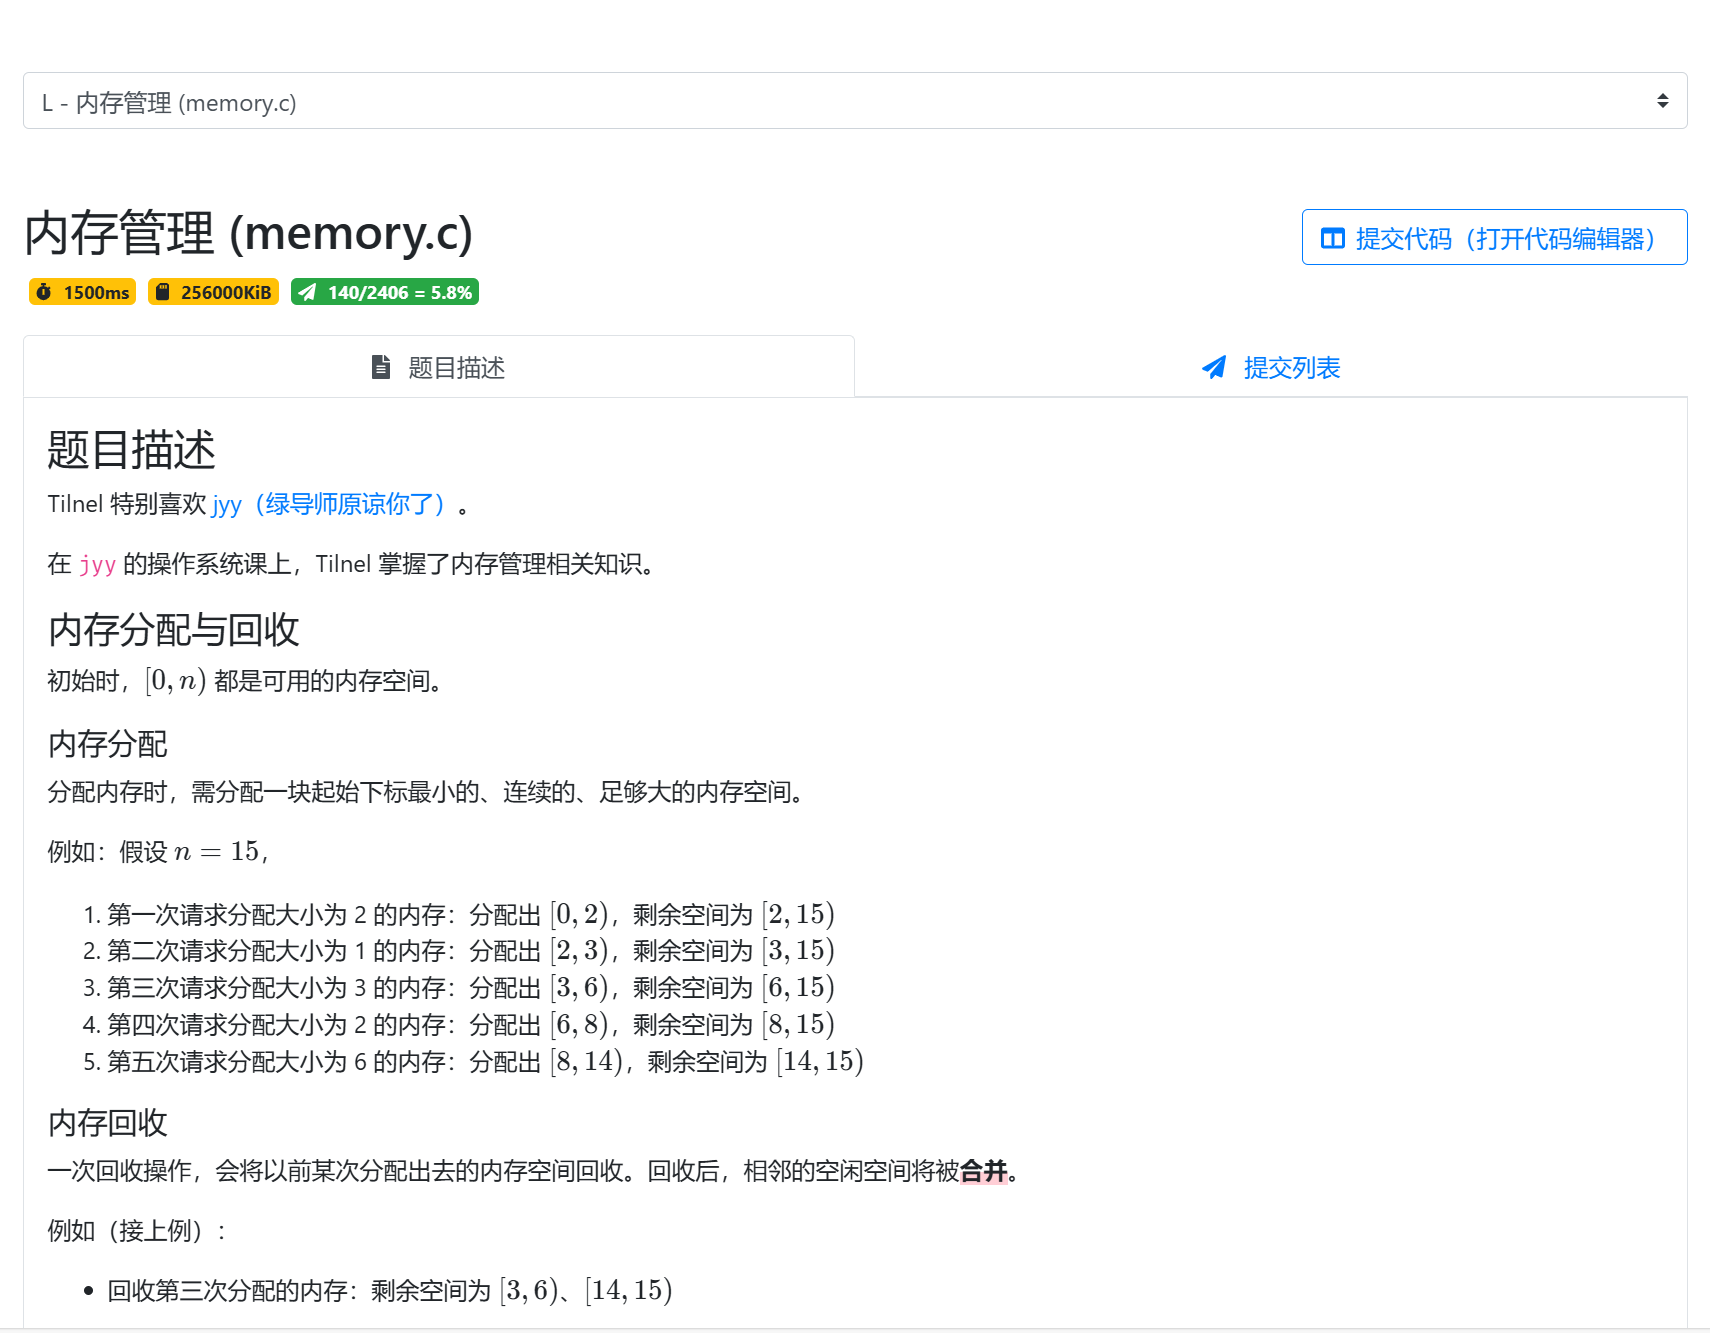 L - 内存管理 (memory.c)
内存管理 (memory.c)
提交代码（打开代码编辑器）
1500ms 256000KiB 140/2406 = 5.8%
题目描述
提交列表
题目描述
Tilnel 特别喜欢 jyy（绿导师原谅你了）。
在 jyy 的操作系统课上，Tilnel 掌握了内存管理相关知识。
内存分配与回收
初始时，[0, n) 都是可用的内存空间。
内存分配
分配内存时，需分配一块起始下标最小的、连续的、足够大的内存空间。
例如：假设 n = 15，
1. 第一次请求分配大小为 2 的内存：分配出 [0, 2)，剩余空间为 [2, 15)
2. 第二次请求分配大小为 1 的内存：分配出 [2, 3)，剩余空间为 [3, 15)
3. 第三次请求分配大小为 3 的内存：分配出 [3, 6)，剩余空间为 [6, 15)
4. 第四次请求分配大小为 2 的内存：分配出 [6, 8)，剩余空间为 [8, 15)
5. 第五次请求分配大小为 6 的内存：分配出 [8, 14)，剩余空间为 [14, 15)
内存回收
一次回收操作，会将以前某次分配出去的内存空间回收。回收后，相邻的空闲空间将被合并。
例如（接上例）：
• 回收第三次分配的内存：剩余空间为 [3, 6)、[14, 15)